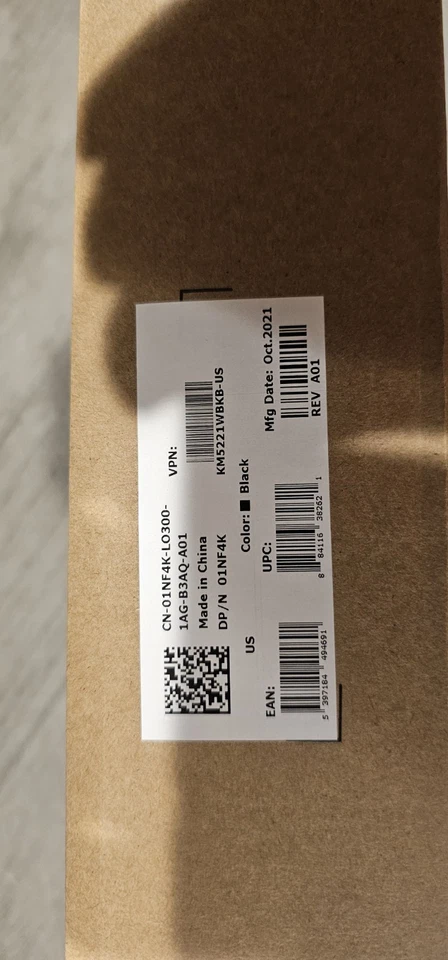 CN-01NF4K-LO300-
1AG-B3AQ-A01
Made in China
DP/N 01NF4K
VPN:
KM5221WBKB-US
US
Color: ■ Black
EAN:
5 397184 494691
UPC:
8 84116 38262 1
Mfg Date: Oct.2021
REV A01